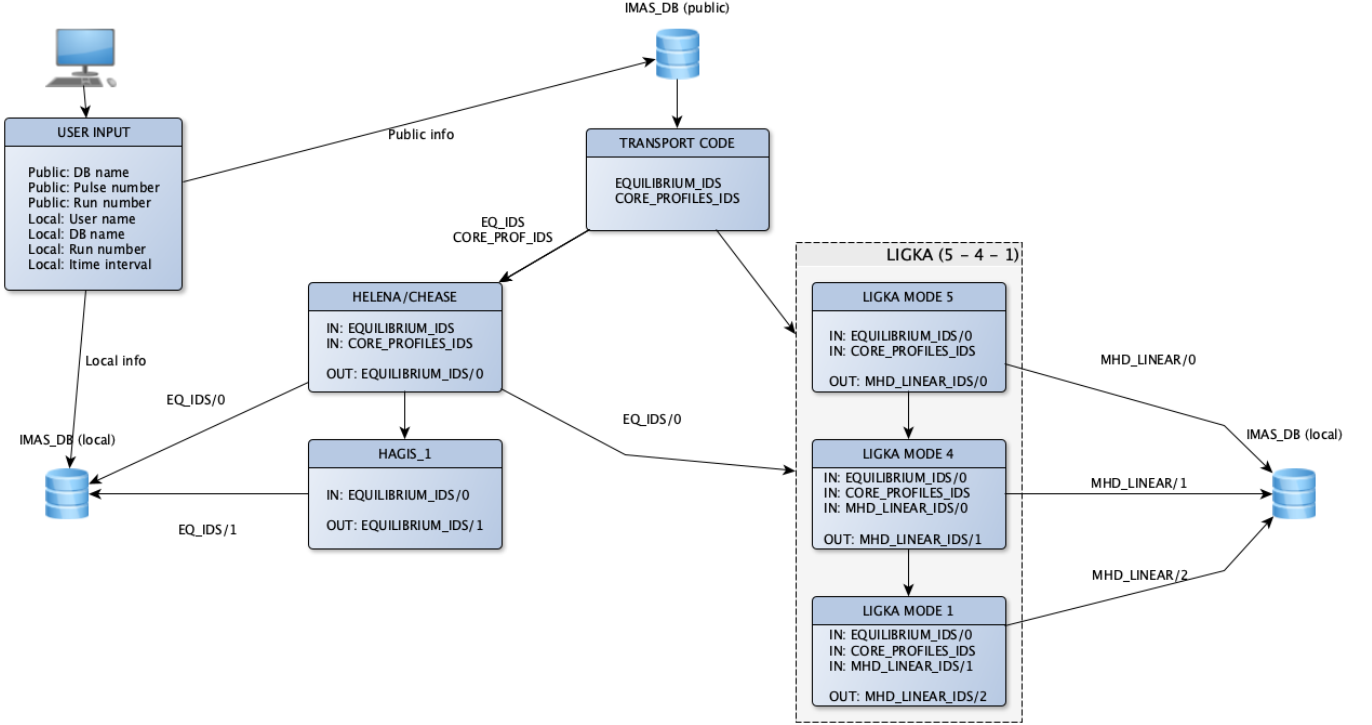 IMAS_DB (public)
USER INPUT
Public: DB name
Public: Pulse number
Public: Run number
Local: User name
Local: DB name
Local: Run number
Local: Itime interval
Public info
TRANSPORT CODE
EQUILIBRIUM_IDS
CORE_PROFILES_IDS
EQ_IDS
CORE_PROF_IDS
Local info
HELENA/CHEASE
IN: EQUILIBRIUM_IDS
IN: CORE_PROFILES_IDS
OUT: EQUILIBRIUM_IDS/0
EQ_IDS/0
EQ_IDS/0
IMAS_DB (local)
HAGIS_1
IN: EQUILIBRIUM_IDS/0
OUT: EQUILIBRIUM_IDS/1
EQ_IDS/1
LIGKA (5 - 4 - 1)
LIGKA MODE 5
IN: EQUILIBRIUM_IDS/0
IN: CORE_PROFILES_IDS
OUT: MHD_LINEAR_IDS/0
MHD_LINEAR/0
LIGKA MODE 4
IN: EQUILIBRIUM_IDS/0
IN: CORE_PROFILES_IDS
IN: MHD_LINEAR_IDS/0
OUT: MHD_LINEAR_IDS/1
MHD_LINEAR/1
IMAS_DB (local)
LIGKA MODE 1
IN: EQUILIBRIUM_IDS/0
IN: CORE_PROFILES_IDS
IN: MHD_LINEAR_IDS/1
OUT: MHD_LINEAR_IDS/2
MHD_LINEAR/2